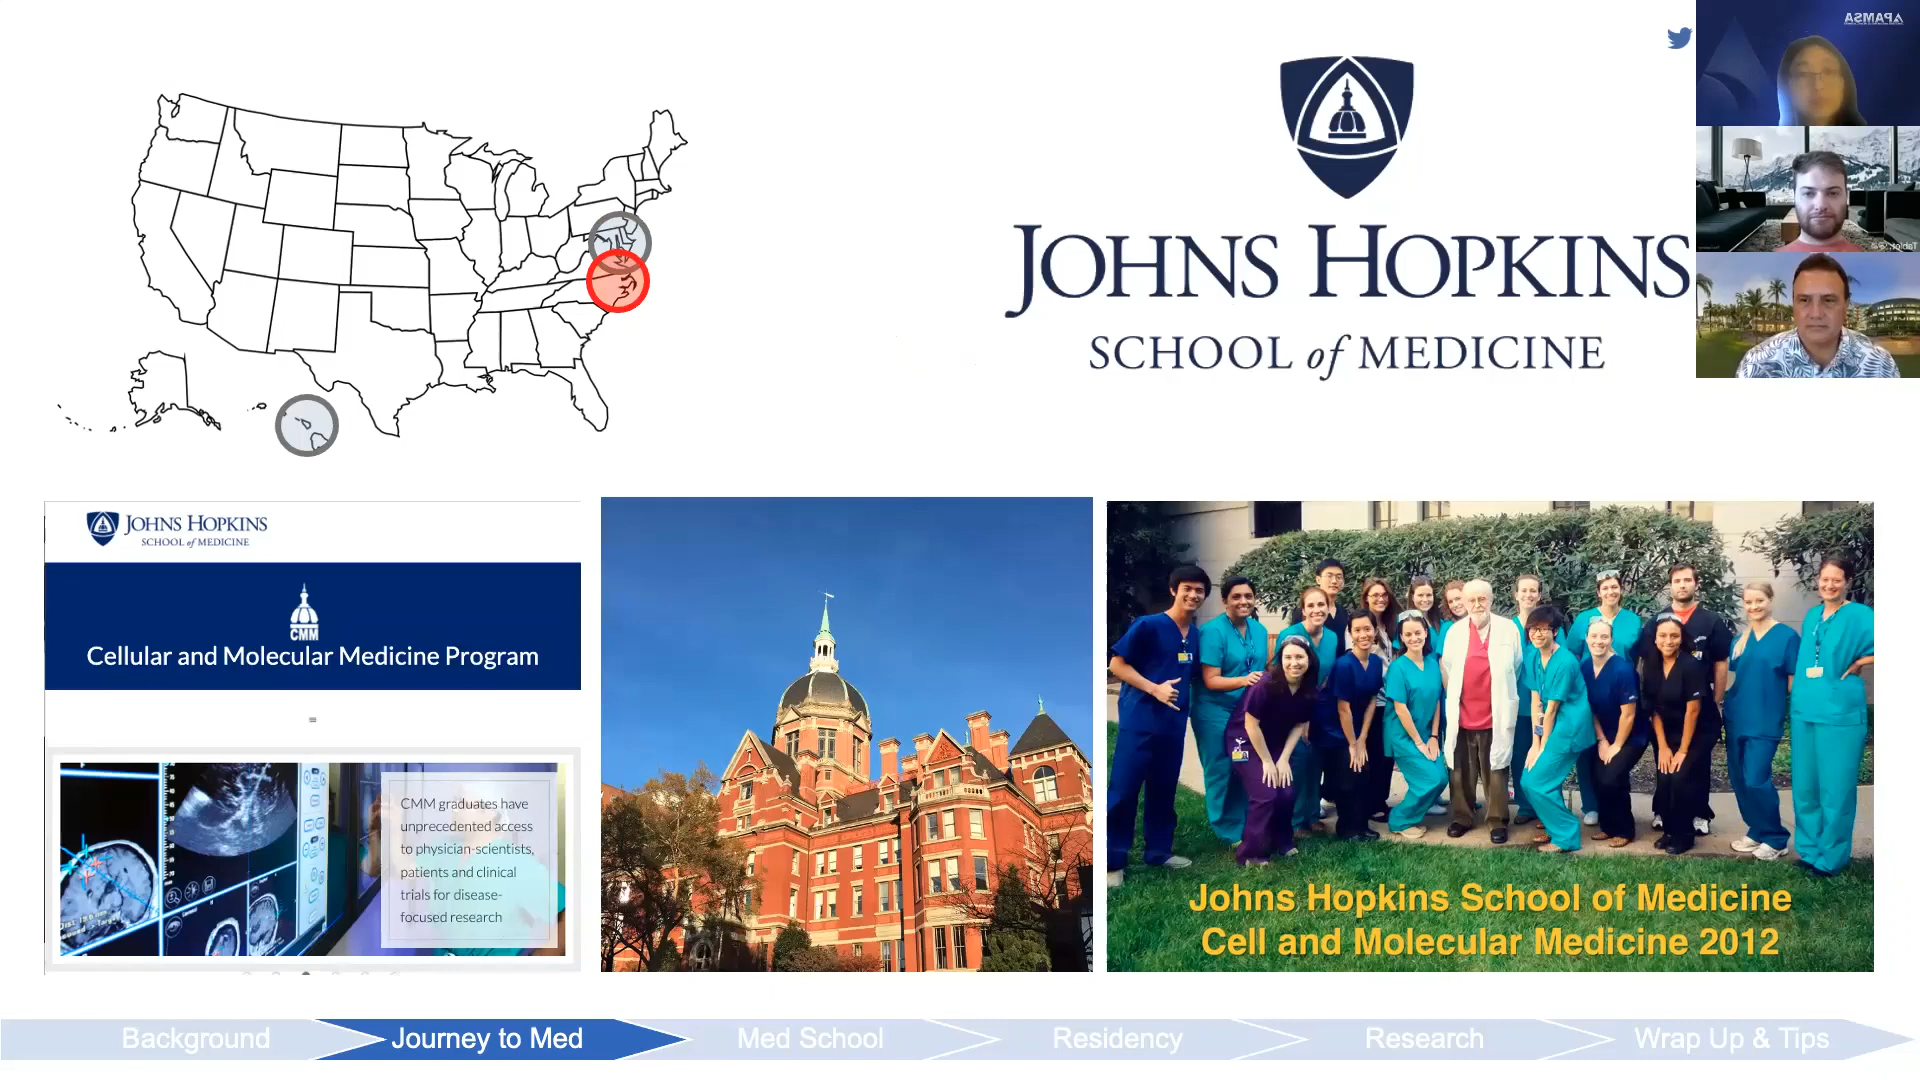 APAMSA
JOHNS HOPKINS
SCHOOL of MEDICINE
JOHNS HOPKINS
SCHOOL of MEDICINE
CMM
Cellular and Molecular Medicine Program
CMM graduates have
unprecedented access
to physician-scientists,
patients and clinical
trials for disease-
focused research
Johns Hopkins School of Medicine
Cell and Molecular Medicine 2012
Background
Journey to Med
Med School
Residency
Research
Wrap Up & Tips